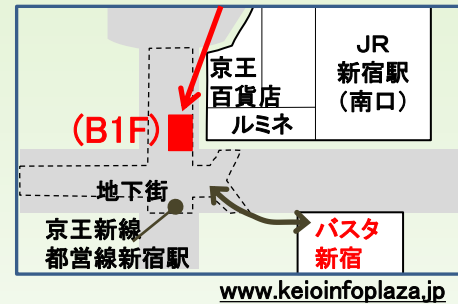 京王
百貨店
ルミネ
JR
新宿駅
(南口)
(B1F)
地下街
京王新線
都営線新宿駅
バスタ
新宿
www.keioinfoplaza.jp